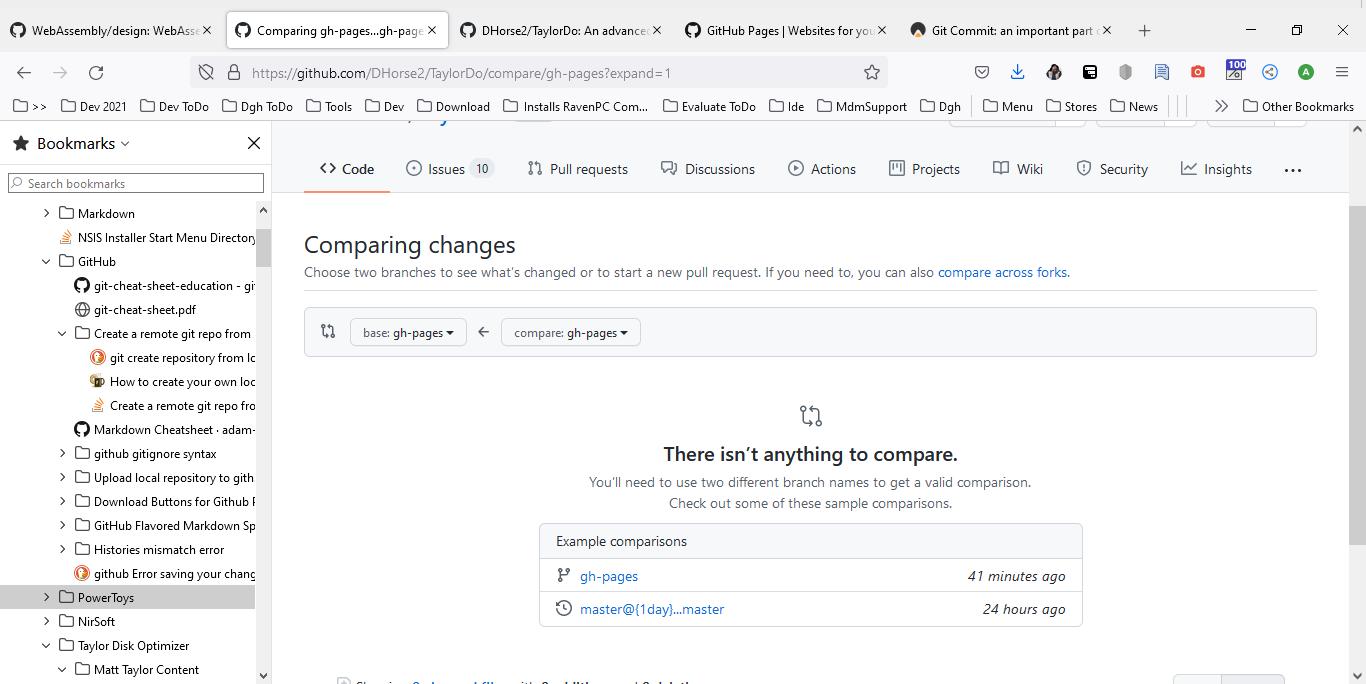 WebAssembly/design: WebAsse
Comparing gh-pages...gh-page
DHorse2/TaylorDo: An advanced
GitHub Pages | Websites for you
Git Commit: an important part o
https://github.com/DHorse2/TaylorDo/compare/gh-pages?expand=1
100
A
>> Dev 2021 Dev ToDo Dgh ToDo Tools Dev Download Installs RavenPC Com... Evaluate ToDo Ide MdmSupport Dgh Menu Stores News Other Bookmarks
Bookmarks
Search bookmarks
Markdown
NSIS Installer Start Menu Directory
GitHub
git-cheat-sheet-education - gi
git-cheat-sheet.pdf
Create a remote git repo from
git create repository from lo
How to create your own loc
Create a remote git repo fro
Markdown Cheatsheet · adam-
github gitignore syntax
Upload local repository to gith
Download Buttons for Github P
GitHub Flavored Markdown Sp
Histories mismatch error
github Error saving your chang
PowerToys
NirSoft
Taylor Disk Optimizer
Matt Taylor Content
Code Issues 10 Pull requests Discussions Actions Projects Wiki Security Insights ...
Comparing changes
Choose two branches to see what's changed or to start a new pull request. If you need to, you can also compare across forks.
base: gh-pages compare: gh-pages
There isn't anything to compare.
You'll need to use two different branch names to get a valid comparison.
Check out some of these sample comparisons.
Example comparisons
gh-pages 41 minutes ago
master@{1day}...master 24 hours ago